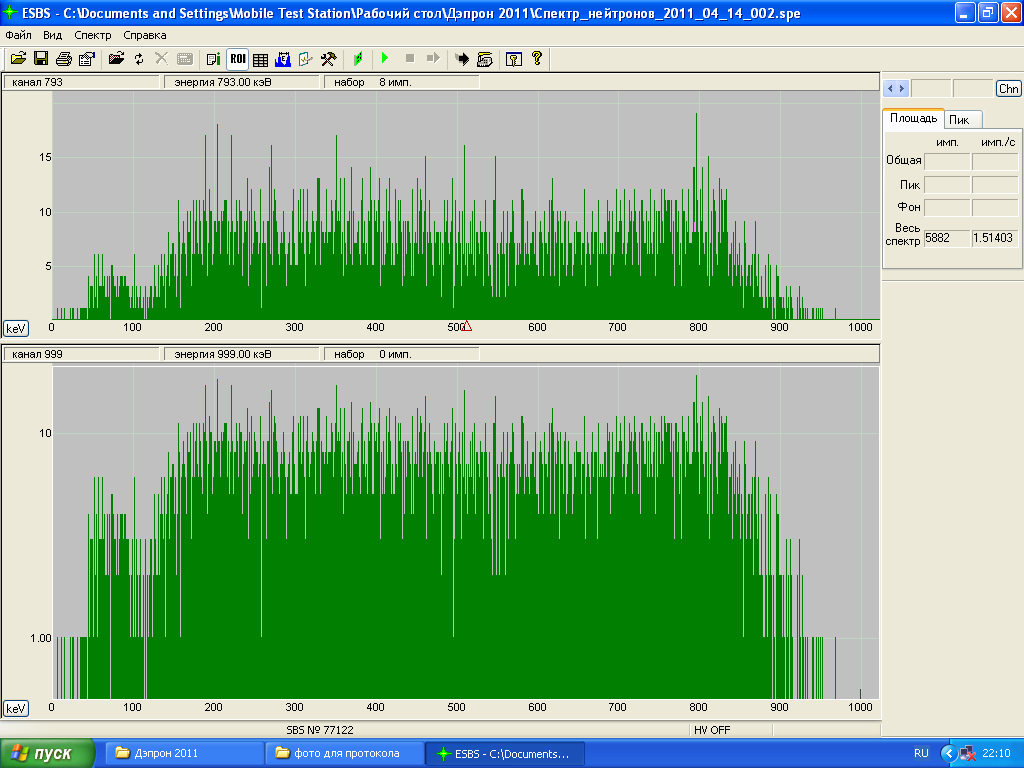 ESBS - C:\Documents and Settings\Mobile Test Station\Рабочий стол\Дэпрон 2011\Спектр_нейтронов_2011_04_14_002.spe
Файл Вид Спектр Справка
ROI
канал 793 энергия 793.00 кэВ набор 8 имп.
Chn
15
10
5
keV 0 100 200 300 400 500 600 700 800 900 1000
Площадь Пик
имп. имп./с
Общая
Пик
Фон
Весь
спектр 5882 1.51403
канал 999 энергия 999.00 кэВ набор 0 имп.
10
1.00
keV 0 100 200 300 400 500 600 700 800 900 1000
SBS № 77122 HV OFF
пуск Дэпрон 2011 фото для протокола ESBS - C:\Documents... RU 22:10